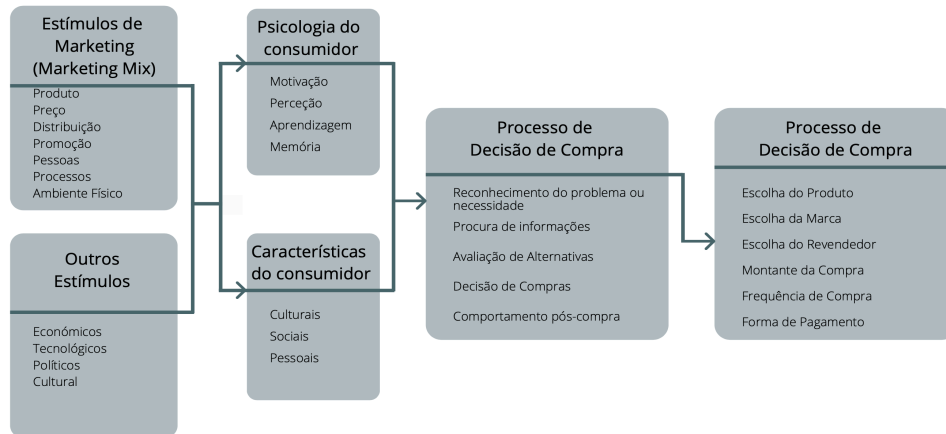 Estímulos de
Marketing
(Marketing Mix)
Produto
Preço
Distribuição
Promoção
Pessoas
Processos
Ambiente Físico
Outros
Estímulos
Económicos
Tecnológicos
Políticos
Cultural
Psicologia do
consumidor
Motivação
Perceção
Aprendizagem
Memória
Características
do consumidor
Culturais
Sociais
Pessoais
Processo de
Decisão de Compra
Reconhecimento do problema ou
necessidade
Procura de informações
Avaliação de Alternativas
Decisão de Compras
Comportamento pós-compra
Processo de
Decisão de Compra
Escolha do Produto
Escolha da Marca
Escolha do Revendedor
Montante da Compra
Frequência de Compra
Forma de Pagamento